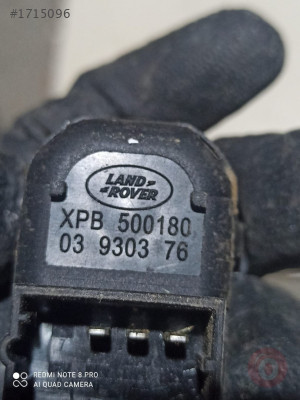 #1715096
LAND
ROVER
XPB 500180
03 9303 76
REDMI NOTE 8 PRO
AI QUAD CAMERA